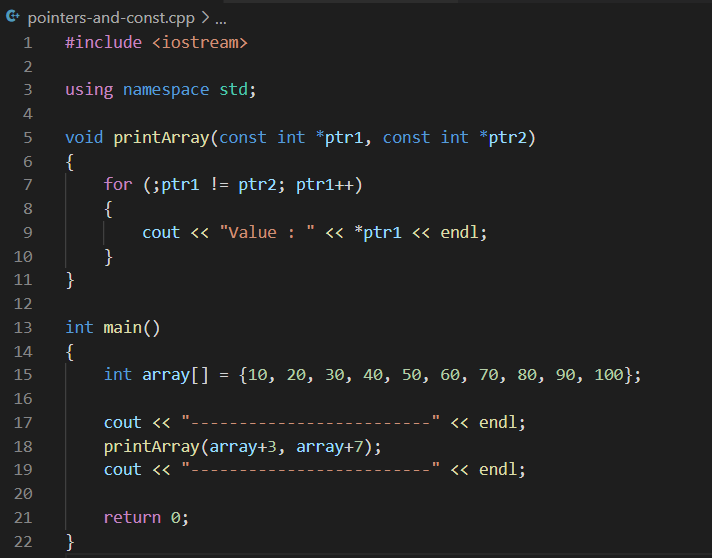 pointers-and-const.cpp > ...
1 #include <iostream>
2
3 using namespace std;
4
5 void printArray(const int *ptr1, const int *ptr2)
6 {
7     for (;ptr1 != ptr2; ptr1++)
8     {
9         cout << "Value : " << *ptr1 << endl;
10     }
11 }
12
13 int main()
14 {
15     int array[] = {10, 20, 30, 40, 50, 60, 70, 80, 90, 100};
16
17     cout << "-------------------------" << endl;
18     printArray(array+3, array+7);
19     cout << "-------------------------" << endl;
20
21     return 0;
22 }